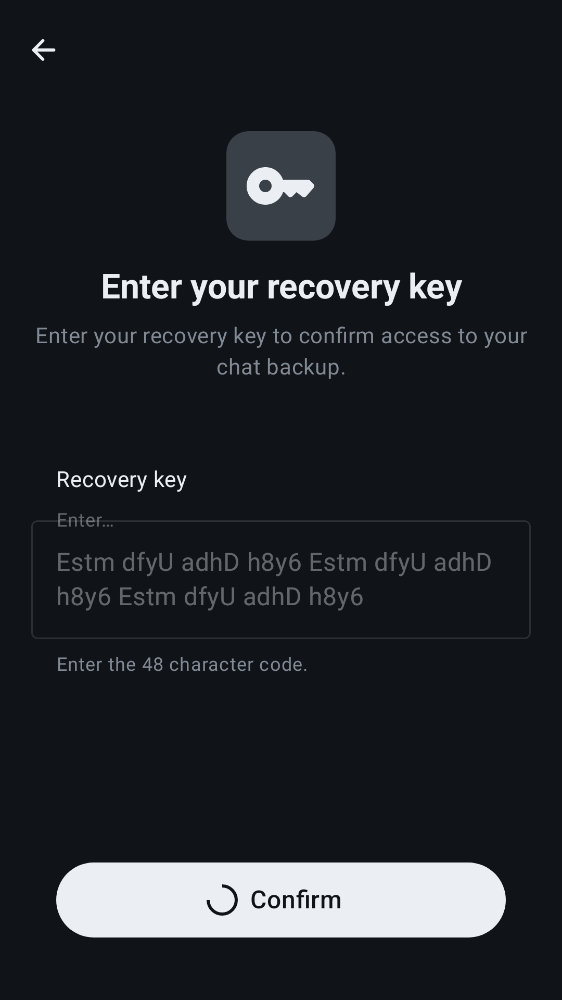 Enter your recovery key
Enter your recovery key to confirm access to your
chat backup.
Recovery key
Enter…
Estm dfyU adhD h8y6 Estm dfyU adhD
h8y6 Estm dfyU adhD h8y6
Enter the 48 character code.
Confirm